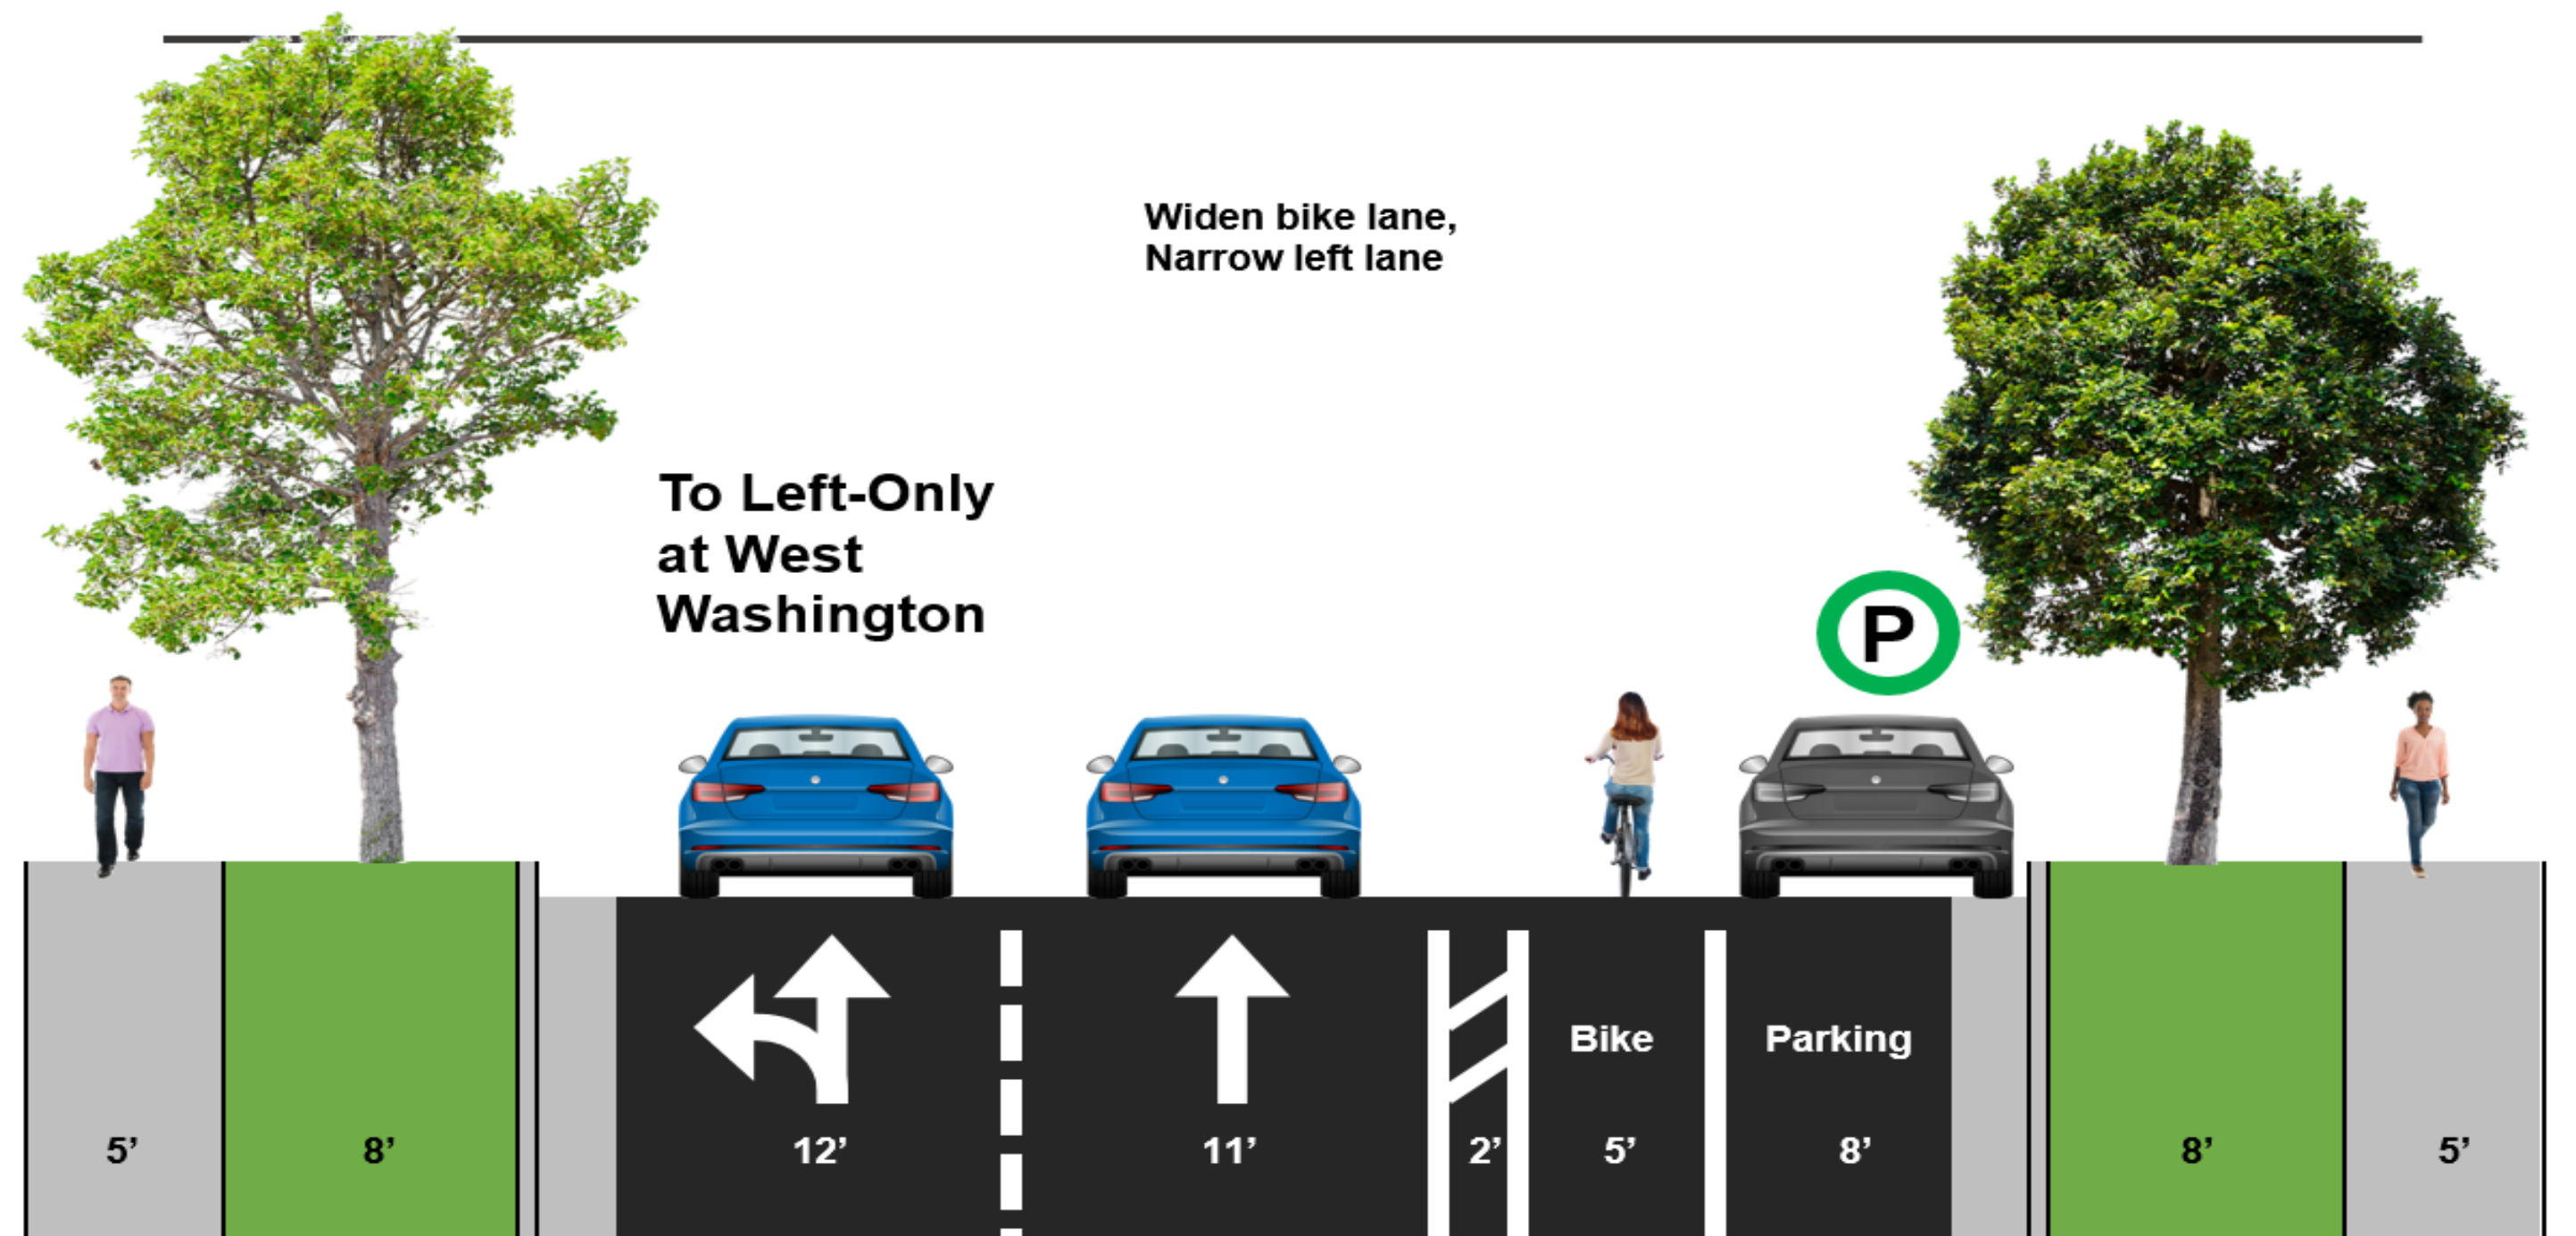 Widen bike lane,
Narrow left lane
To Left-Only
at West
Washington
P
Bike
Parking
5’
8’
12’
11’
2’
5’
8’
8’
5’